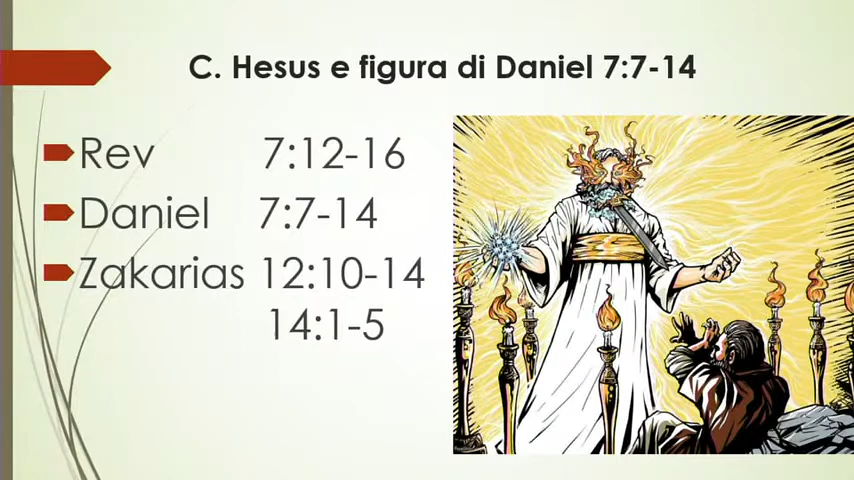 C. Hesus e figura di Daniel 7:7-14
Rev 7:12-16
Daniel 7:7-14
Zakarias 12:10-14
14:1-5